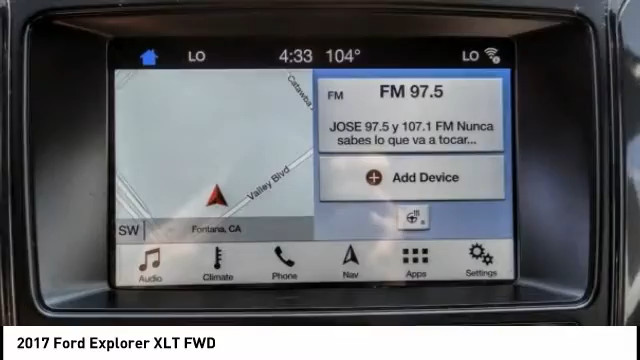 LO 4:33 104° LO
Catawba
Valley Blvd
SW
Fontana, CA
FM FM 97.5
JOSE 97.5 y 107.1 FM Nunca
sabes lo que va a tocar...
Add Device
Audio Climate Phone Nav Apps Settings
2017 Ford Explorer XLT FWD